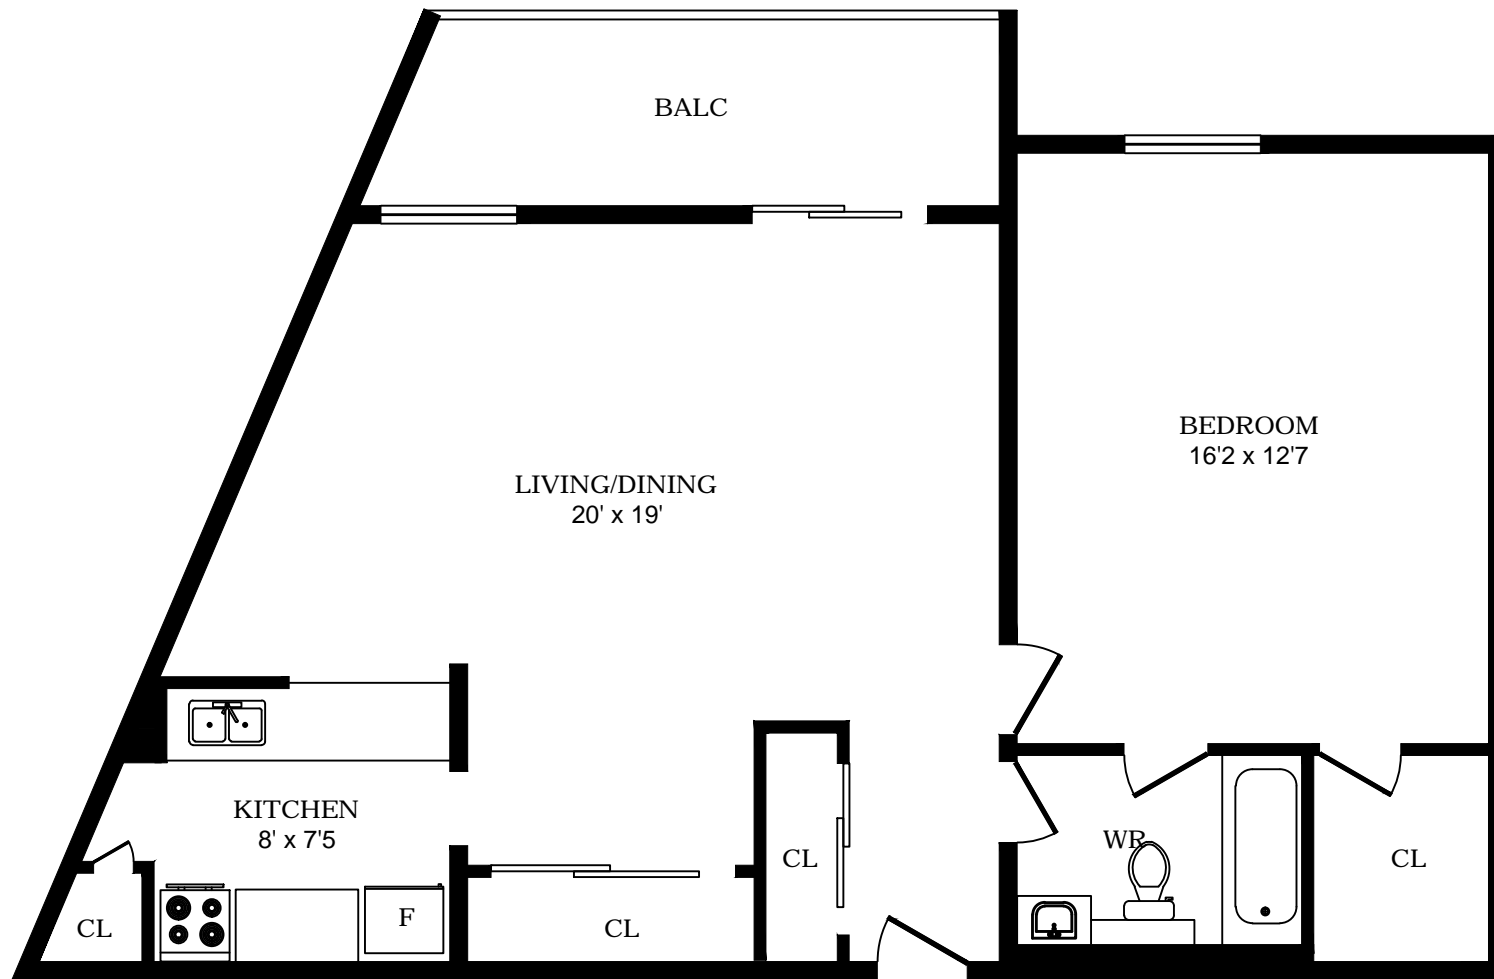 BALC
BEDROOM
16'2 x 12'7
LIVING/DINING
20' x 19'
KITCHEN
8' x 7'5
WR
CL
CL
CL
F
CL